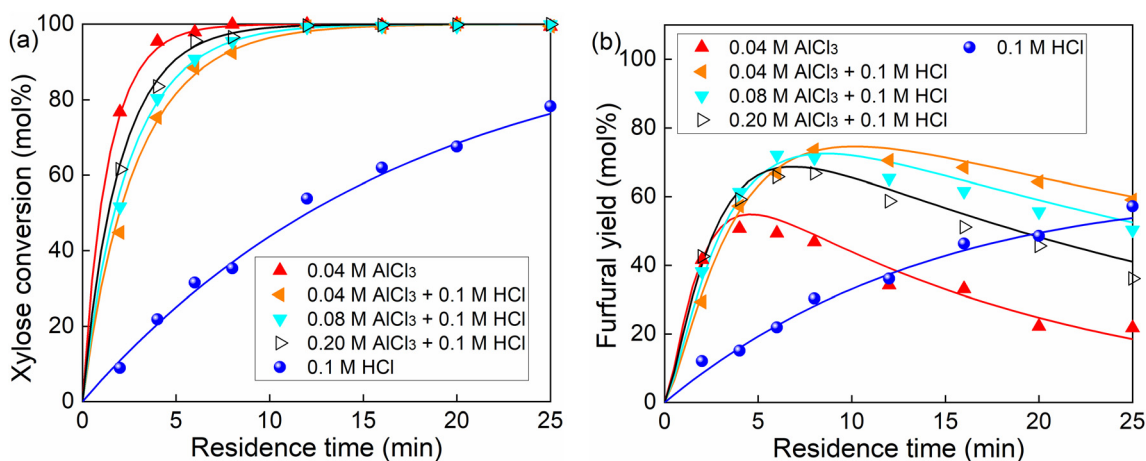 (a)
Xylose conversion (mol%)
100
80
60
40
20
0
0.04 M AlCl₃
0.04 M AlCl₃ + 0.1 M HCl
0.08 M AlCl₃ + 0.1 M HCl
0.20 M AlCl₃ + 0.1 M HCl
0.1 M HCl
0 5 10 15 20 25
Residence time (min)
(b)
Furfural yield (mol%)
100
80
60
40
20
0
0.04 M AlCl₃
0.04 M AlCl₃ + 0.1 M HCl
0.08 M AlCl₃ + 0.1 M HCl
0.20 M AlCl₃ + 0.1 M HCl
0.1 M HCl
0 5 10 15 20 25
Residence time (min)